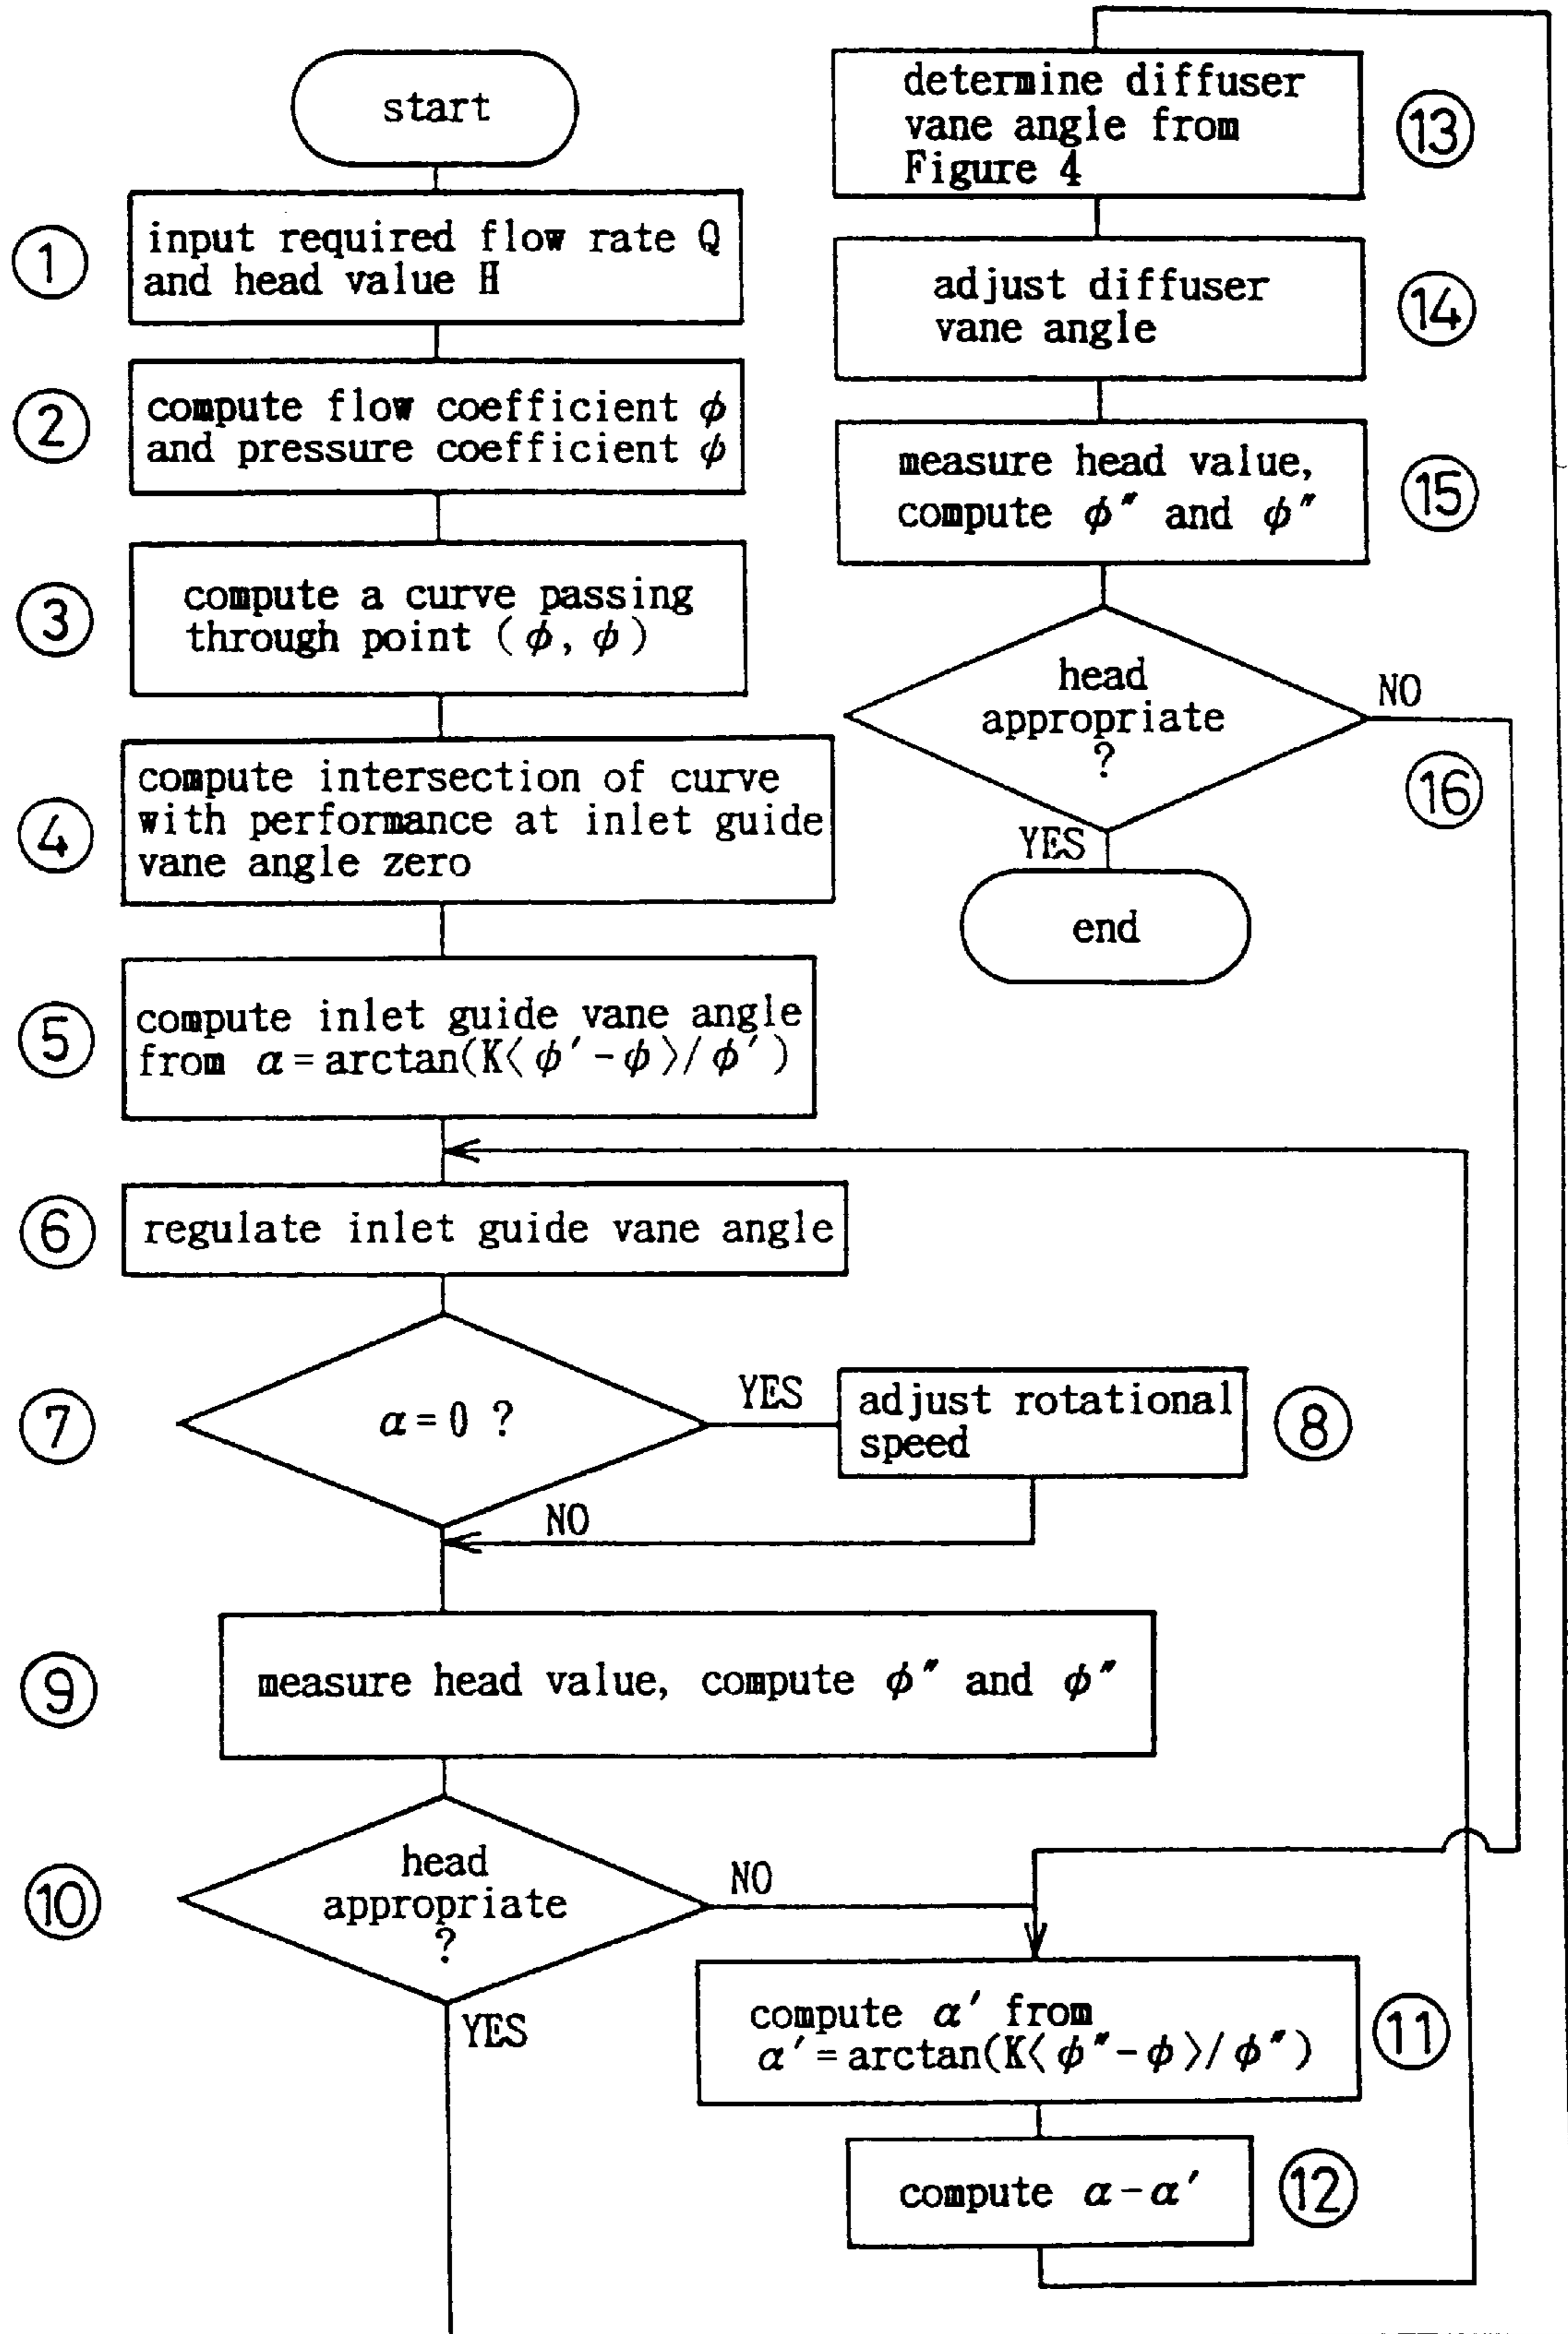 start
①
input required flow rate Q
and head value H
②
compute flow coefficient ϕ
and pressure coefficient ϕ
③
compute a curve passing
through point (ϕ, ϕ)
④
compute intersection of curve
with performance at inlet guide
vane angle zero
⑤
compute inlet guide vane angle
from α=arctan(K⟨ϕ′-ϕ⟩/ϕ′)
⑥
regulate inlet guide vane angle
⑦
α=0 ?
YES
NO
adjust rotational
speed
⑧
⑨
measure head value, compute ϕ″ and ϕ″
⑩
head
appropriate
?
NO
YES
compute α′ from
α′=arctan(K⟨ϕ″-ϕ⟩/ϕ″)
⑪
compute α-α′
⑫
determine diffuser
vane angle from
Figure 4
⑬
adjust diffuser
vane angle
⑭
measure head value,
compute ϕ″ and ϕ″
⑮
head
appropriate
?
NO
⑯
YES
end